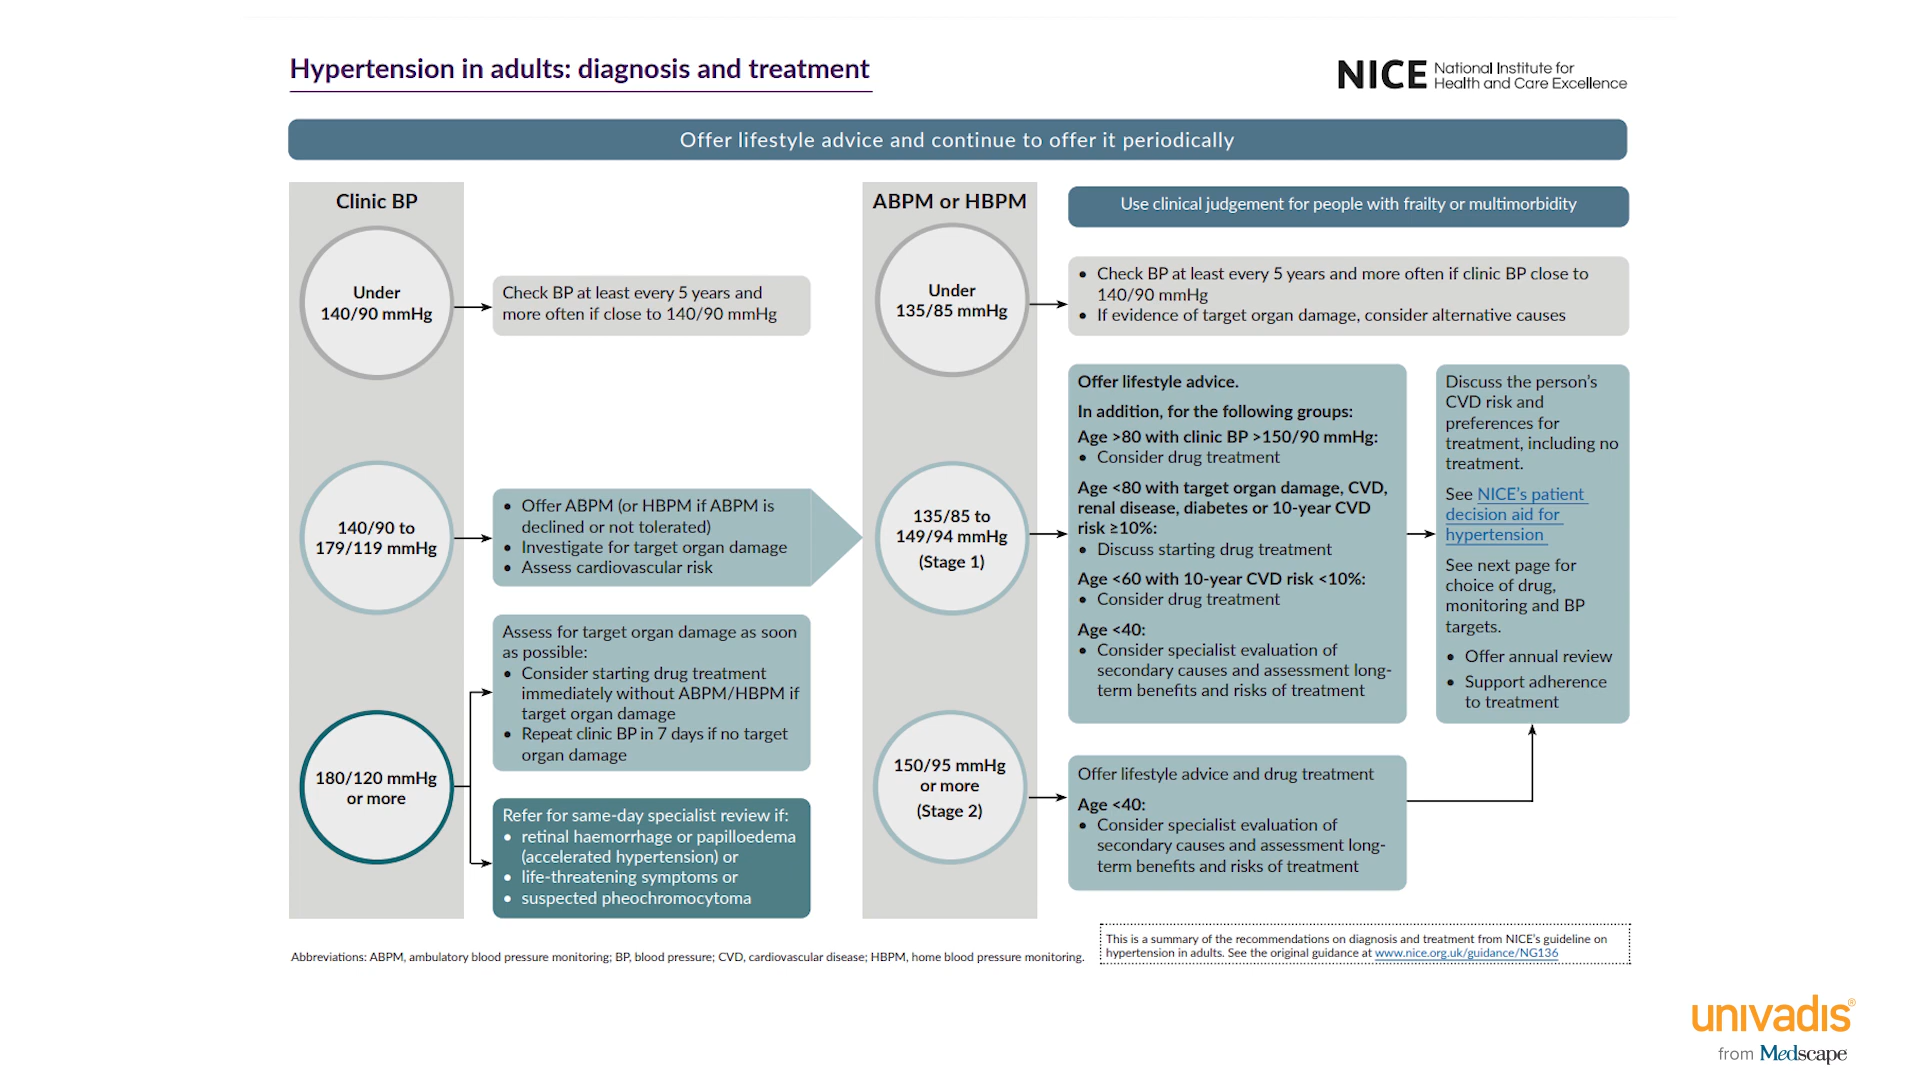 Hypertension in adults: diagnosis and treatment
NICE National Institute for
Health and Care Excellence
Offer lifestyle advice and continue to offer it periodically
Clinic BP
Under
140/90 mmHg
Check BP at least every 5 years and
more often if close to 140/90 mmHg
140/90 to
179/119 mmHg
• Offer ABPM (or HBPM if ABPM is
declined or not tolerated)
• Investigate for target organ damage
• Assess cardiovascular risk
180/120 mmHg
or more
Assess for target organ damage as soon
as possible:
• Consider starting drug treatment
immediately without ABPM/HBPM if
target organ damage
• Repeat clinic BP in 7 days if no target
organ damage
Refer for same-day specialist review if:
• retinal haemorrhage or papilloedema
(accelerated hypertension) or
• life-threatening symptoms or
• suspected pheochromocytoma
ABPM or HBPM
Use clinical judgement for people with frailty or multimorbidity
Under
135/85 mmHg
• Check BP at least every 5 years and more often if clinic BP close to
140/90 mmHg
• If evidence of target organ damage, consider alternative causes
135/85 to
149/94 mmHg
(Stage 1)
Offer lifestyle advice.
In addition, for the following groups:
Age >80 with clinic BP >150/90 mmHg:
• Consider drug treatment
Age <80 with target organ damage, CVD,
renal disease, diabetes or 10-year CVD
risk ≥10%:
• Discuss starting drug treatment
Age <60 with 10-year CVD risk <10%:
• Consider drug treatment
Age <40:
• Consider specialist evaluation of
secondary causes and assessment long-
term benefits and risks of treatment
Discuss the person's
CVD risk and
preferences for
treatment, including no
treatment.
See NICE's patient
decision aid for
hypertension
See next page for
choice of drug,
monitoring and BP
targets.
• Offer annual review
• Support adherence
to treatment
150/95 mmHg
or more
(Stage 2)
Offer lifestyle advice and drug treatment
Age <40:
• Consider specialist evaluation of
secondary causes and assessment long-
term benefits and risks of treatment
Abbreviations: ABPM, ambulatory blood pressure monitoring; BP, blood pressure; CVD, cardiovascular disease; HBPM, home blood pressure monitoring.
This is a summary of the recommendations on diagnosis and treatment from NICE's guideline on
hypertension in adults. See the original guidance at www.nice.org.uk/guidance/NG136
univadis®
from Medscape